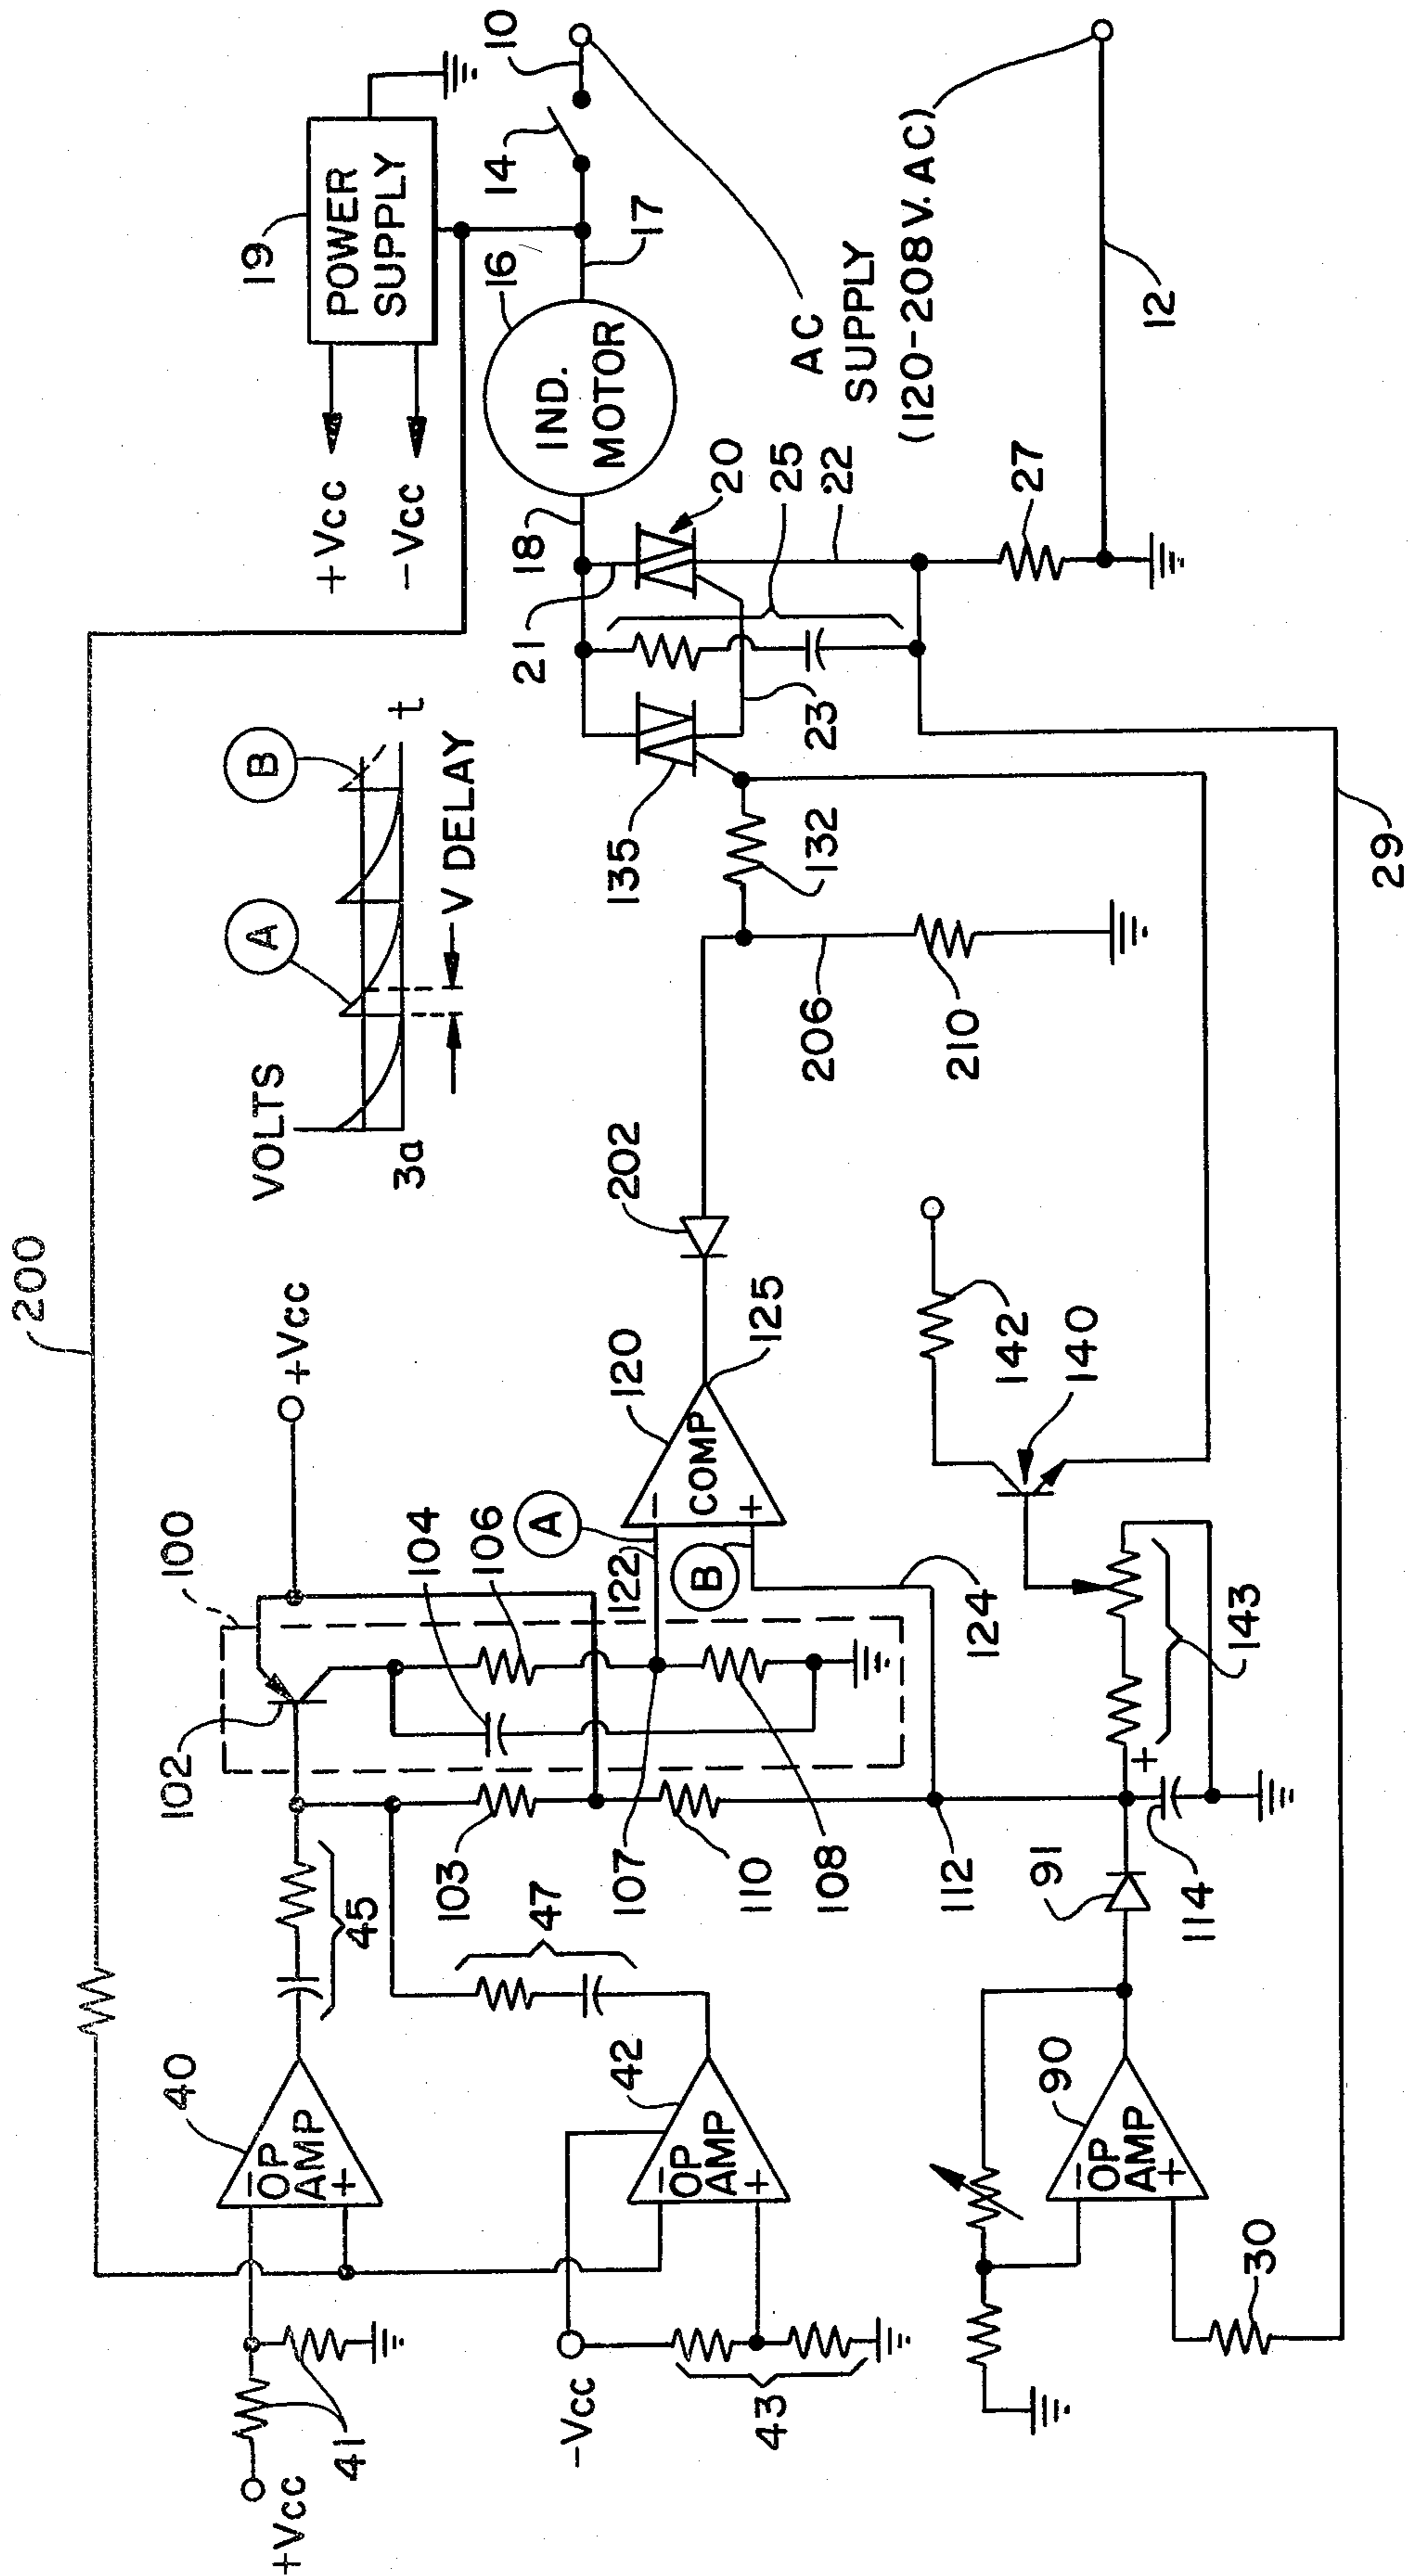 200
19
POWER
SUPPLY
+Vcc
-Vcc
VOLTS
A
B
t
3a
V DELAY
16
IND.
MOTOR
17
14
10
18
21
20
25
22
23
27
135
132
AC
SUPPLY
(120-208 V. AC)
12
29
206
210
202
+Vcc
100
102
104
106
A
122
B
120
-
COMP
+
125
124
142
140
143
103
107
110
108
112
45
47
40
-
OP
AMP
+
41
+Vcc
42
-
OP
AMP
+
-Vcc
43
91
+
114
90
-
OP
AMP
+
30